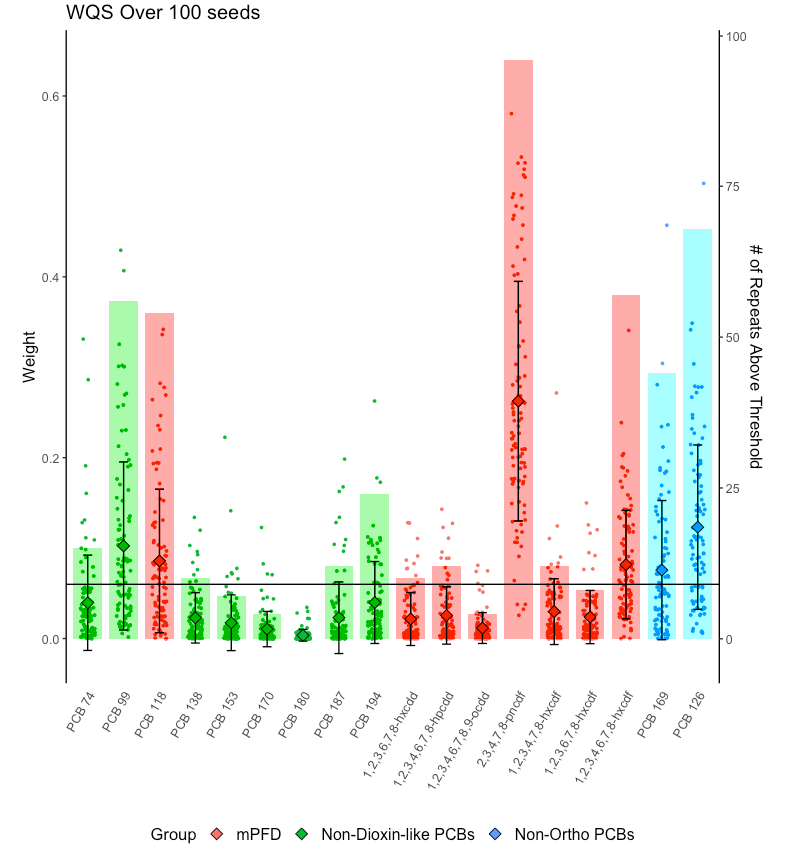 WQS Over 100 seeds
Weight
0.6
0.4
0.2
0.0
100
75
50
25
0
# of Repeats Above Threshold
PCB 74
PCB 99
PCB 118
PCB 138
PCB 153
PCB 170
PCB 180
PCB 187
PCB 194
1,2,3,6,7,8-hxcdd
1,2,3,4,6,7,8-hpcdd
1,2,3,4,6,7,8,9-ocdd
2,3,4,7,8-pncdf
1,2,3,4,7,8-hxcdf
1,2,3,6,7,8-hxcdf
1,2,3,4,6,7,8-hxcdf
PCB 169
PCB 126
Group mPFD Non-Dioxin-like PCBs Non-Ortho PCBs